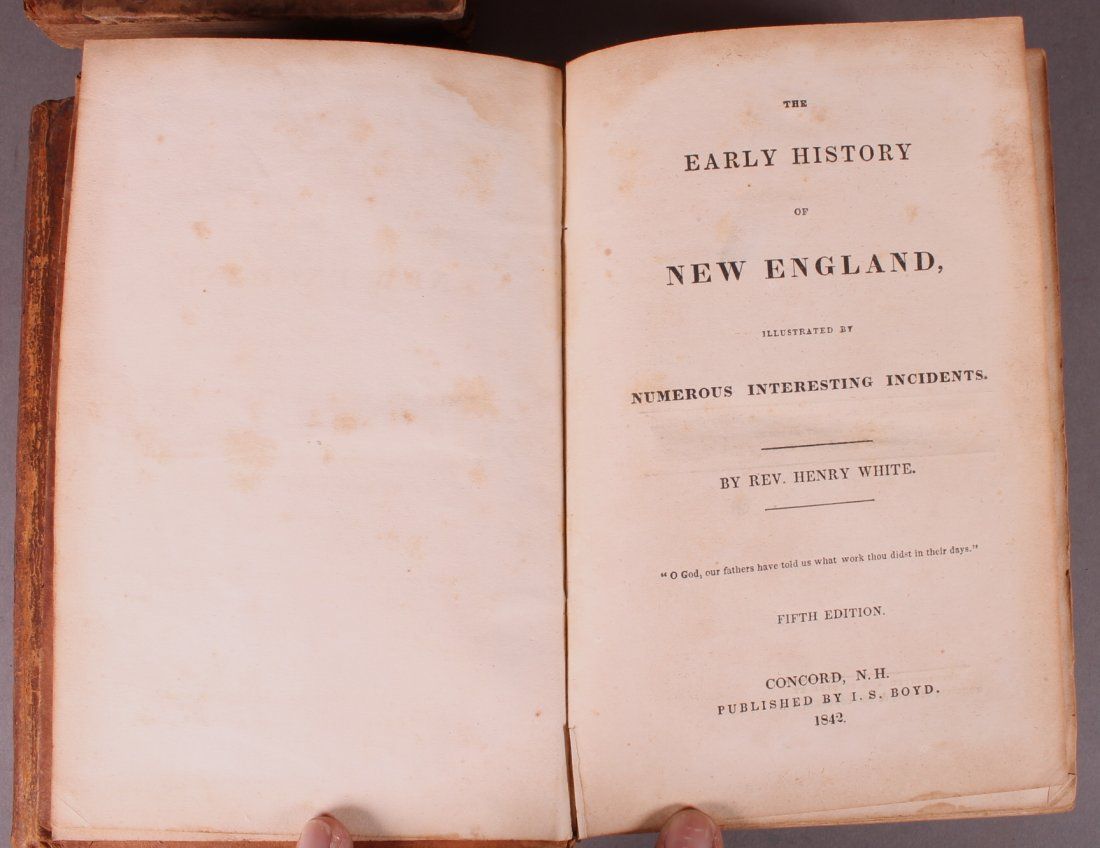 THE
EARLY HISTORY
OF
NEW ENGLAND,
ILLUSTRATED BY
NUMEROUS INTERESTING INCIDENTS.
BY REV. HENRY WHITE.
"O God, our fathers have told us what work thou didst in their days."
FIFTH EDITION.
CONCORD, N. H.
PUBLISHED BY I. S. BOYD.
1842.